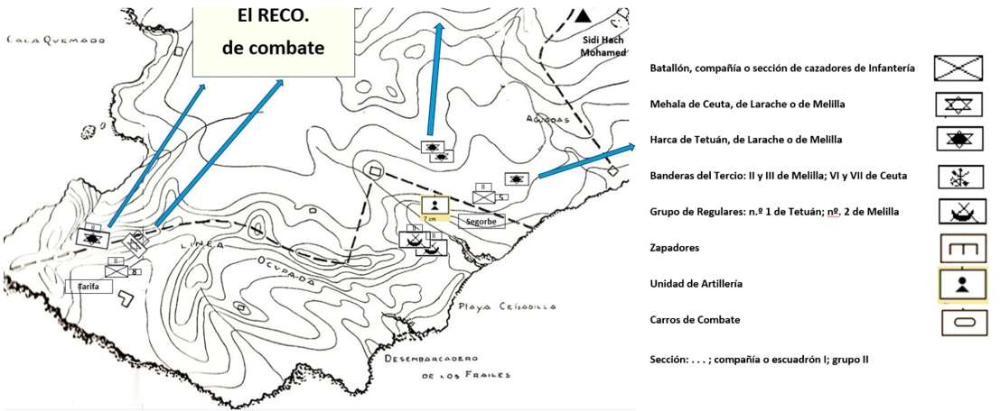 El RECO.
de combate
CALA QUEMADO
Sidi Hach
Mohamed
AGUADAS
II
5
7 cm
Segorbe
II
II
II
LINEA
OCUPADA
II
8
Tarifa
PLAYA CEBADILLA
DESEMBARCADERO
DE LOS FRAILES
Batallón, compañía o sección de cazadores de Infantería
Mehala de Ceuta, de Larache o de Melilla
Harca de Tetuán, de Larache o de Melilla
Banderas del Tercio: II y III de Melilla; VI y VII de Ceuta
Grupo de Regulares: n.º 1 de Tetuán; nº. 2 de Melilla
Zapadores
Unidad de Artillería
Carros de Combate
Sección: . . . ; compañía o escuadrón I; grupo II